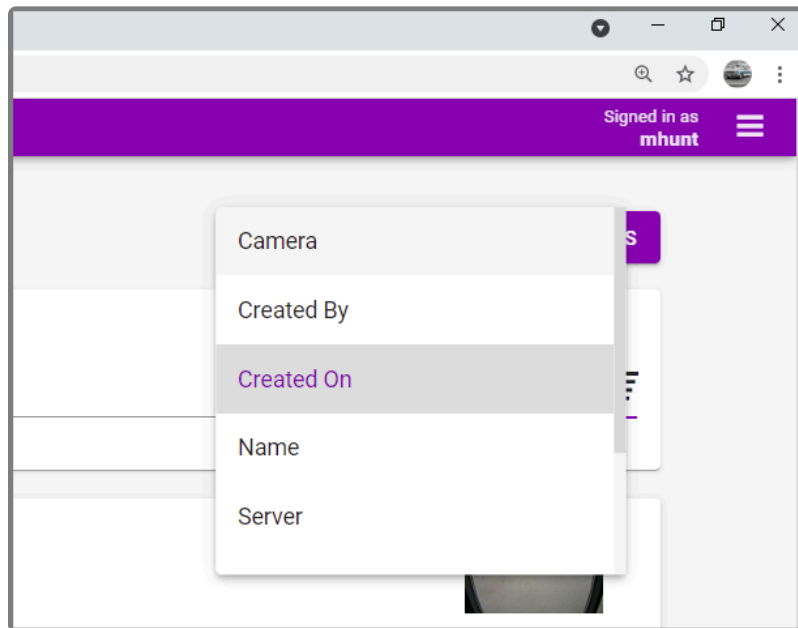 Signed in as
mhunt
Camera
S
Created By
Created On
Name
Server